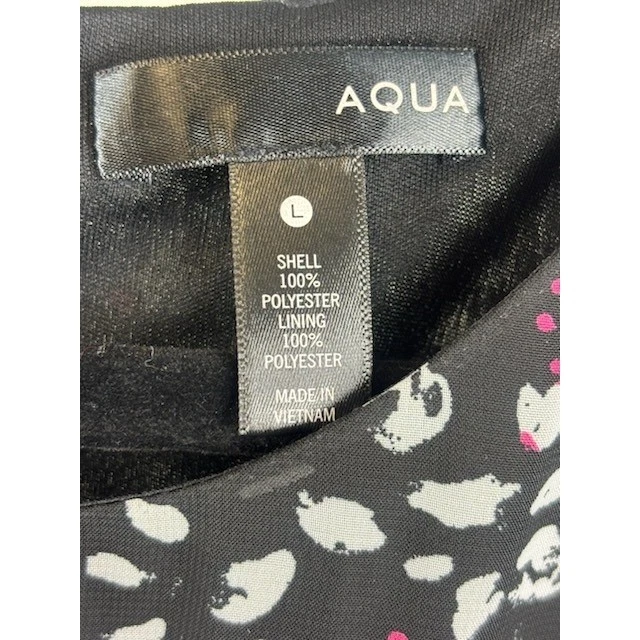 AQUA
L
SHELL
100%
POLYESTER
LINING
100%
POLYESTER
MADE IN
VIETNAM